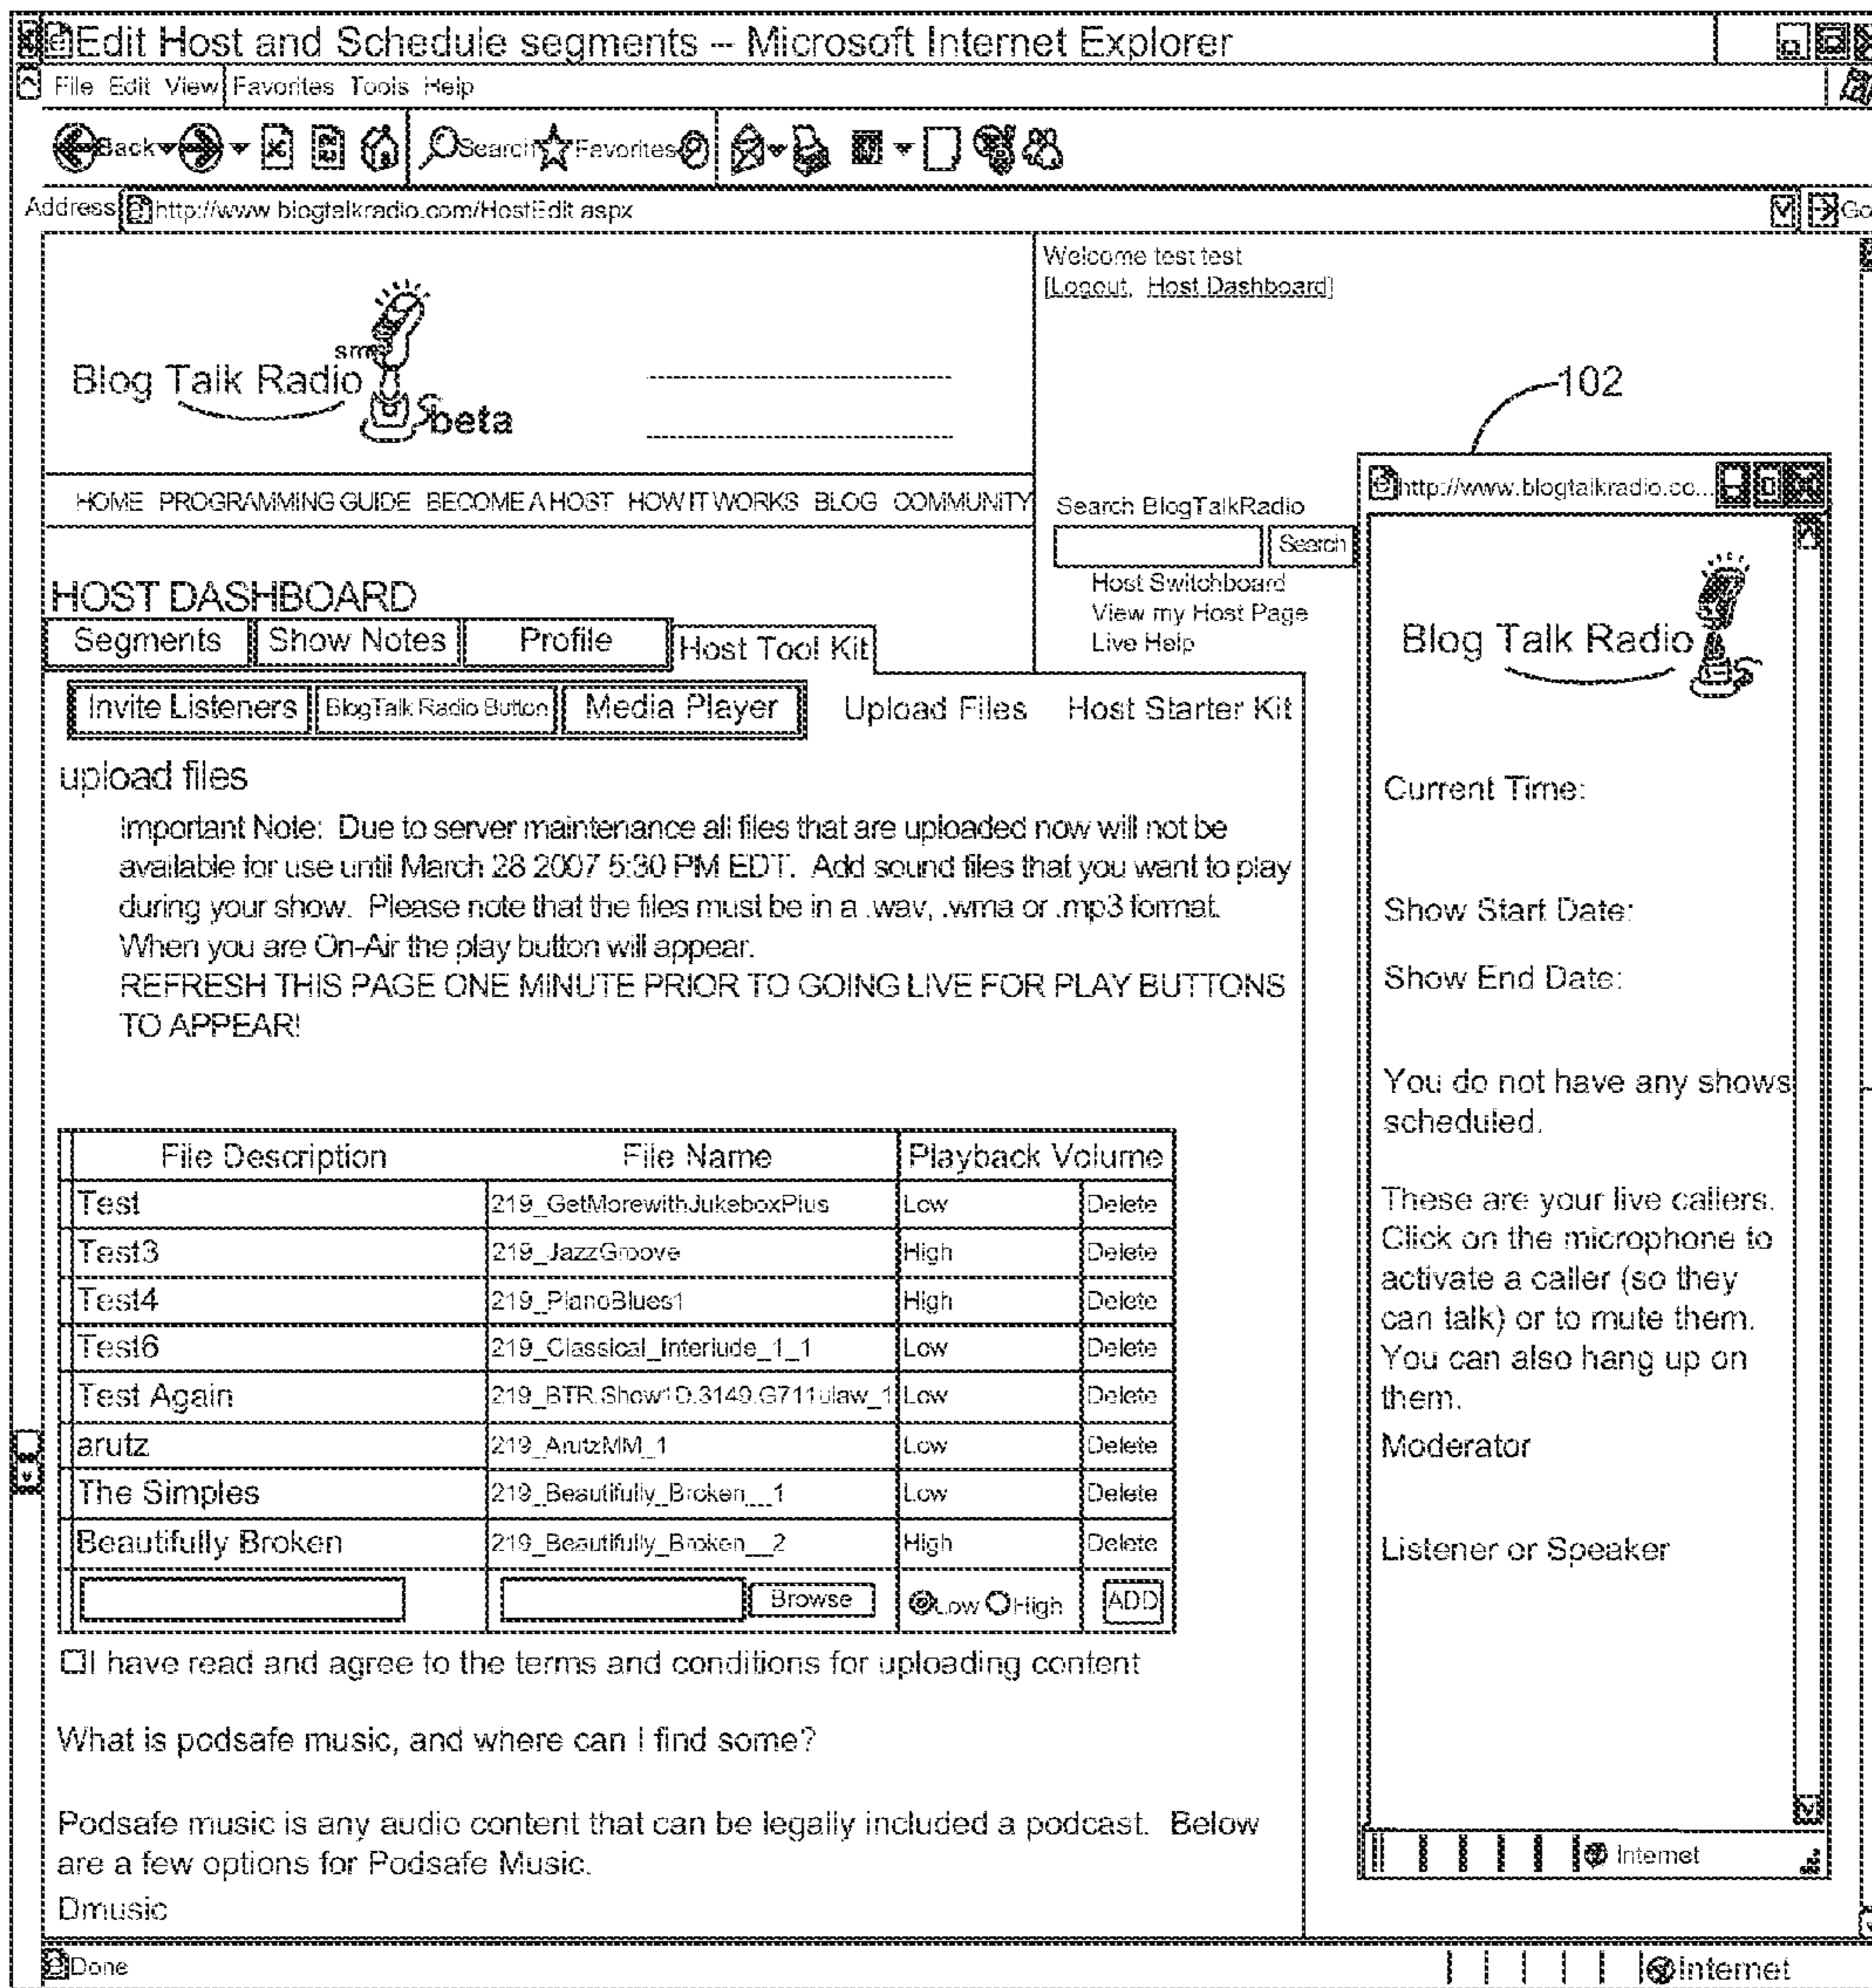 Edit Host and Schedule segments – Microsoft Internet Explorer
File Edit View Favorites Tools Help
Back Search Favorites
Address http://www.blogtalkradio.com/HostEdit.aspx Go
Welcome test test
[Logout, Host Dashboard]
sm
Blog Talk Radio
beta
102
HOME PROGRAMMING GUIDE BECOME A HOST HOW IT WORKS BLOG COMMUNITY
Search BlogTalkRadio
Search
Host Switchboard
View my Host Page
Live Help
HOST DASHBOARD
Segments Show Notes Profile Host Tool Kit
Invite Listeners BlogTalk Radio Button Media Player Upload Files Host Starter Kit
upload files
Important Note: Due to server maintenance all files that are uploaded now will not be
available for use until March 28 2007 5:30 PM EDT. Add sound files that you want to play
during your show. Please note that the files must be in a .wav, .wma or .mp3 format.
When you are On-Air the play button will appear.
REFRESH THIS PAGE ONE MINUTE PRIOR TO GOING LIVE FOR PLAY BUTTONS
TO APPEAR!
File Description File Name Playback Volume
Test 219_GetMorewithJukeboxPlus Low Delete
Test3 219_JazzGroove High Delete
Test4 219_PianoBlues1 High Delete
Test6 219_Classical_Interlude_1_1 Low Delete
Test Again 219_BTR.Show1D.3149.G711ulaw_1 Low Delete
arutz 219_ArutzMM_1 Low Delete
The Simples 219_Beautifully_Broken__1 Low Delete
Beautifully Broken 219_Beautifully_Broken__2 High Delete
Browse Low High ADD
I have read and agree to the terms and conditions for uploading content
What is podsafe music, and where can I find some?
Podsafe music is any audio content that can be legally included a podcast. Below
are a few options for Podsafe Music.
Dmusic
http://www.blogtalkradio.co...
Blog Talk Radio
Current Time:
Show Start Date:
Show End Date:
You do not have any shows
scheduled.
These are your live callers.
Click on the microphone to
activate a caller (so they
can talk) or to mute them.
You can also hang up on
them.
Moderator
Listener or Speaker
Internet
Done Internet